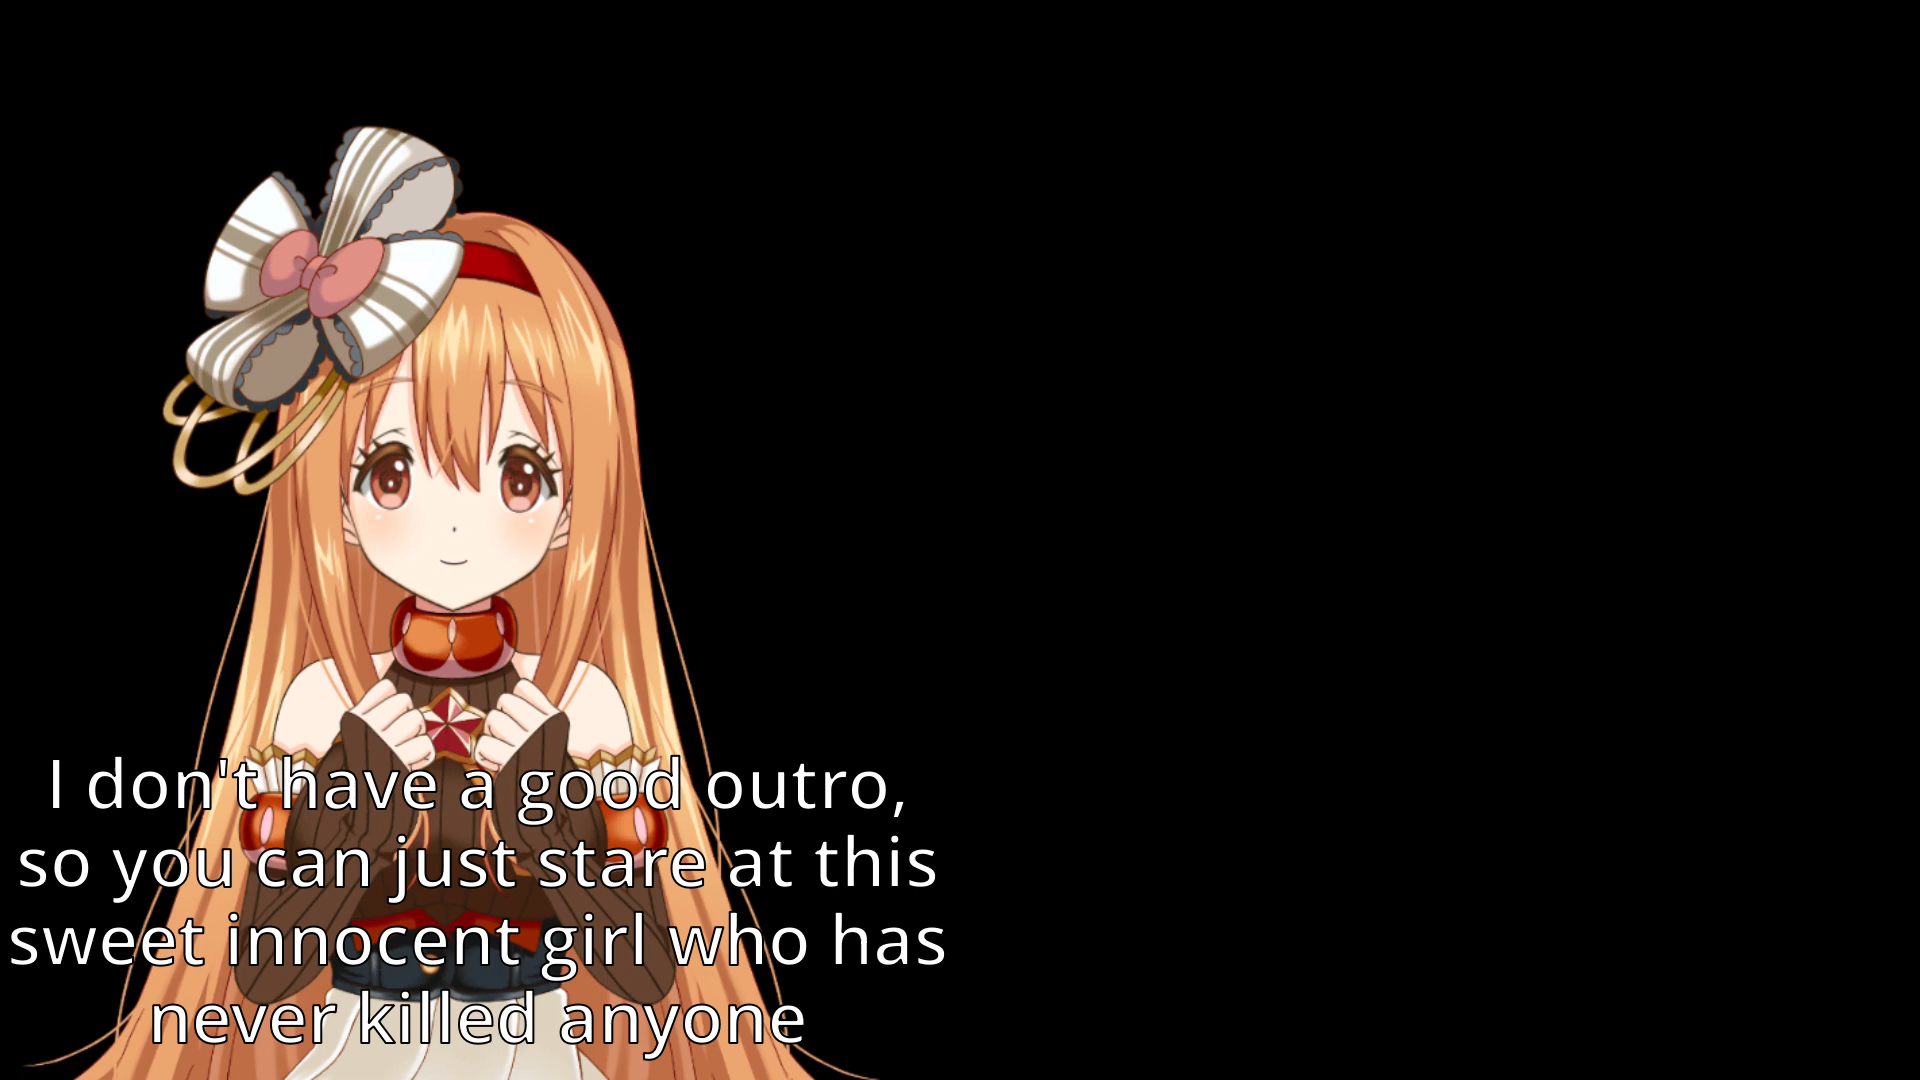 I don't have a good outro,
so you can just stare at this
sweet innocent girl who has
never killed anyone